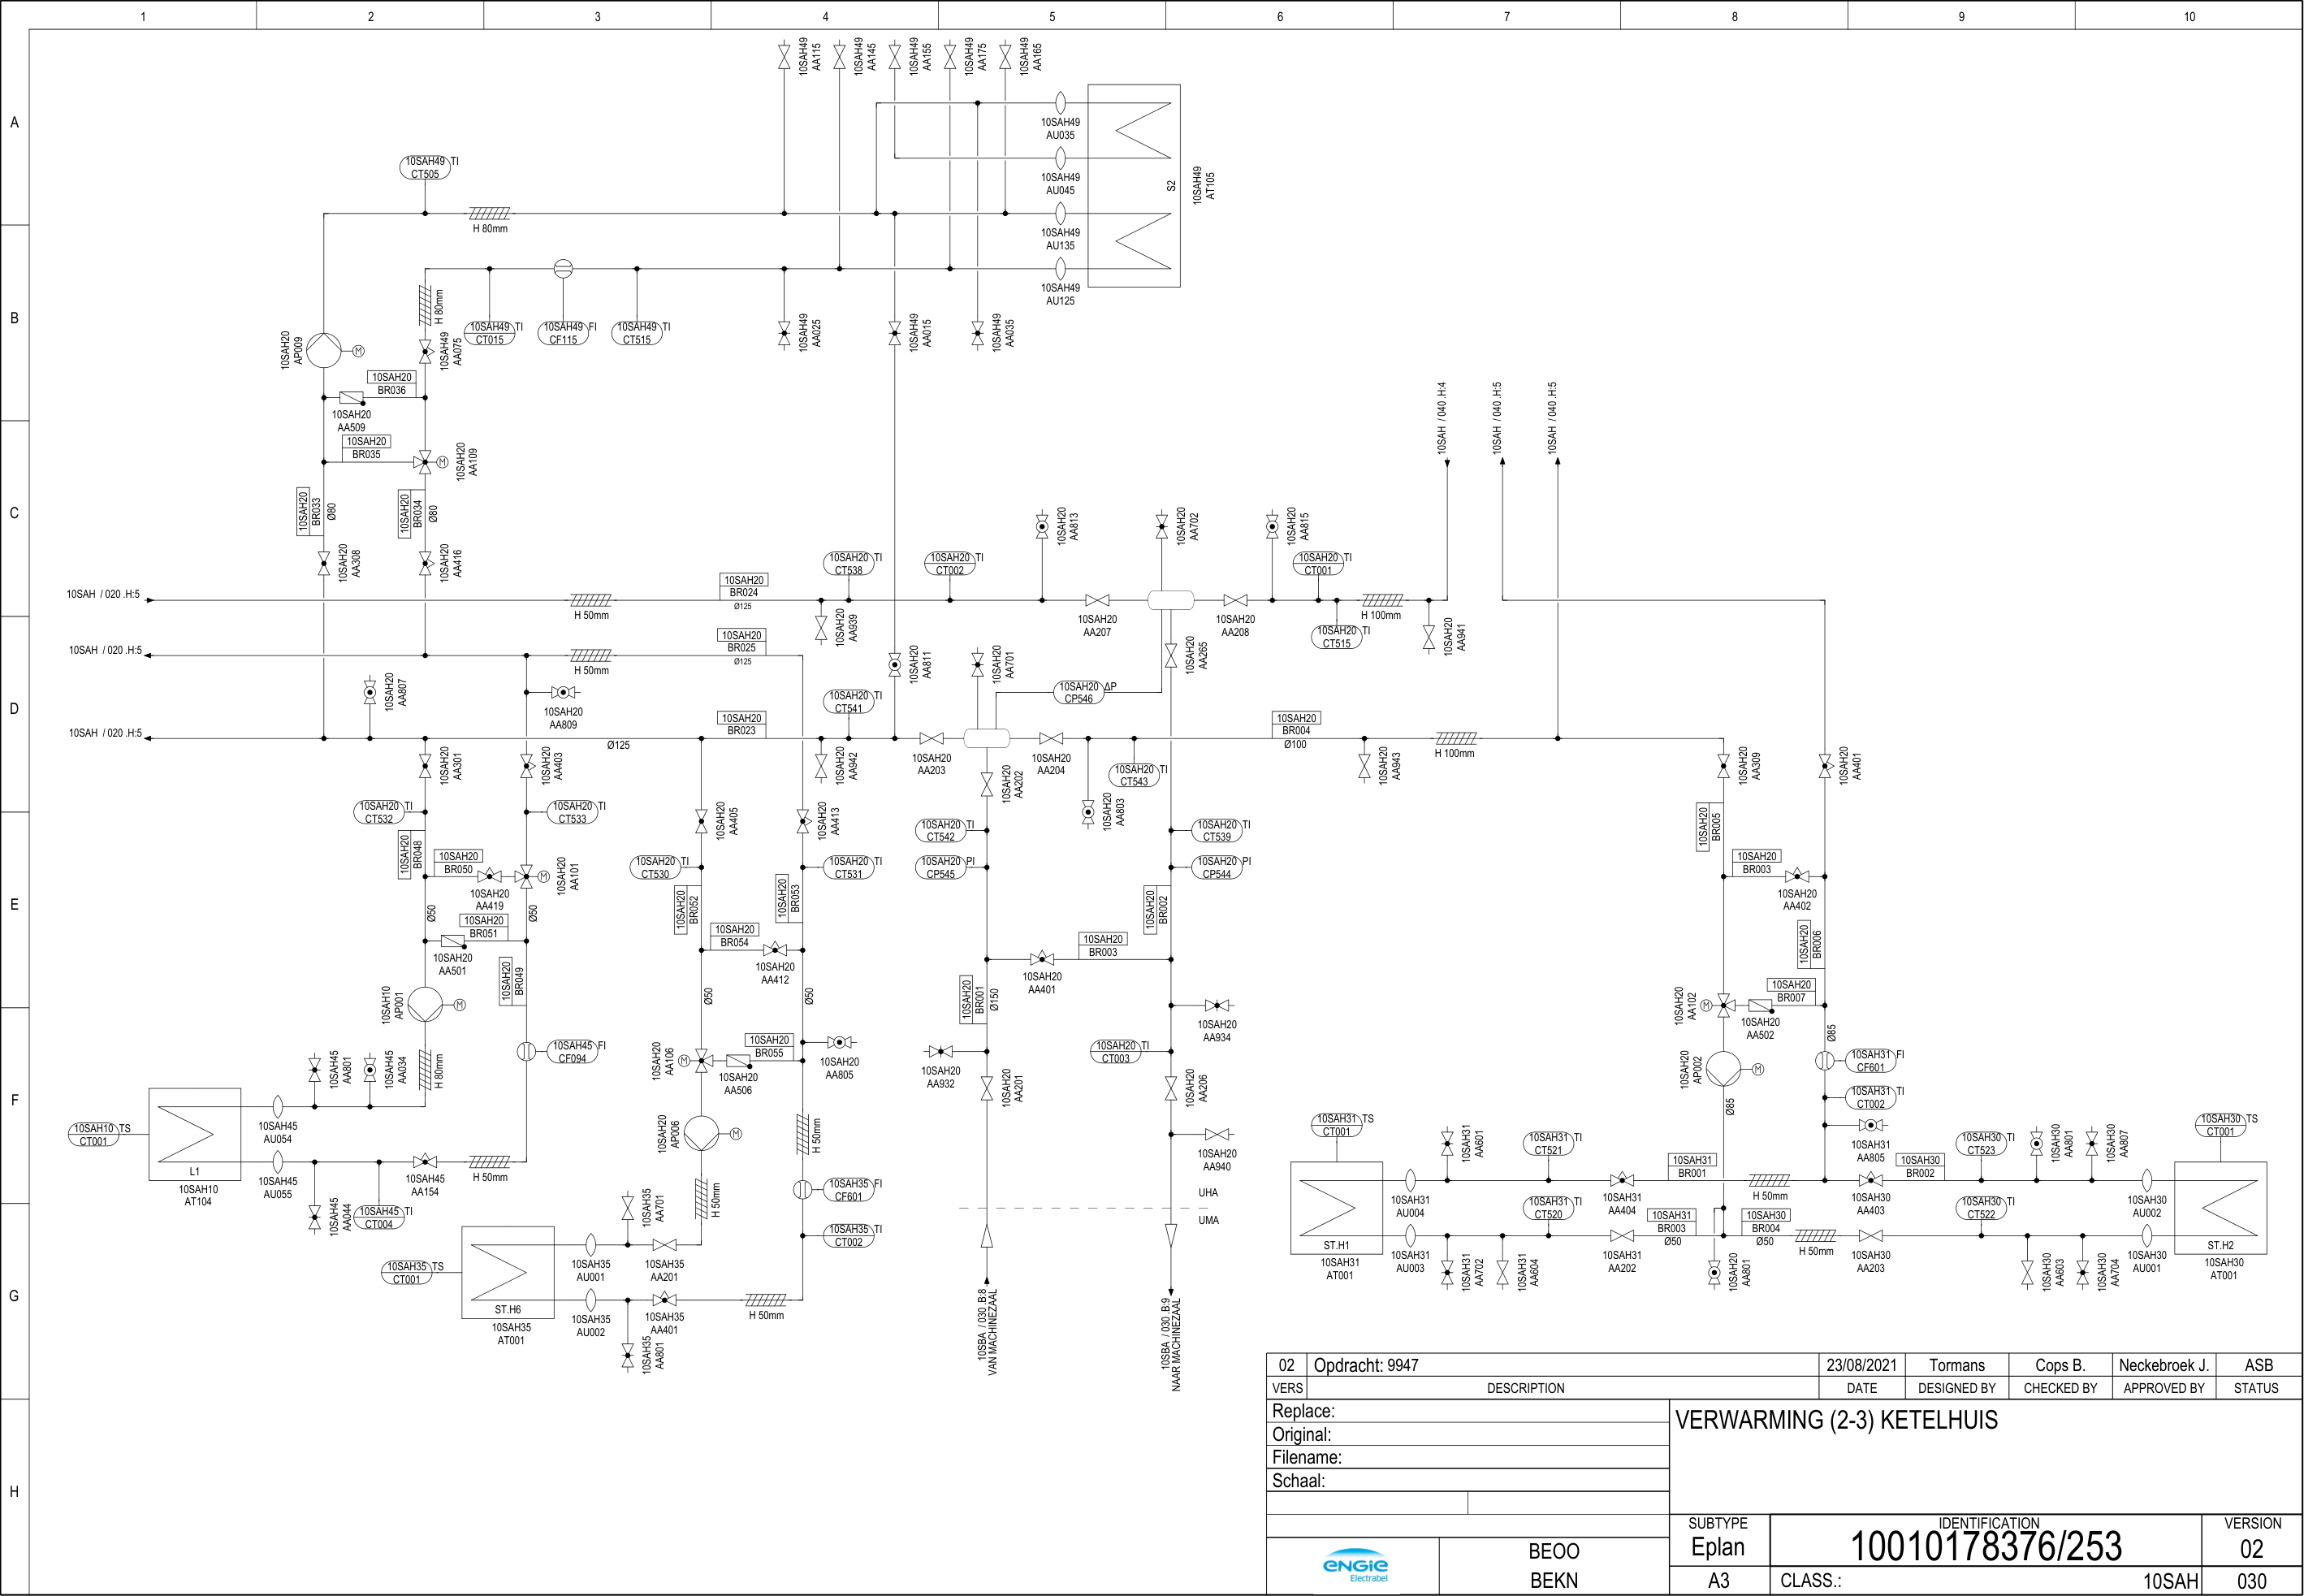 1 2 3 4 5 6 7 8 9 10
A
B
C
D
E
F
G
H
10SAH49
AA115
10SAH49
AA145
10SAH49
AA155
10SAH49
AA175
10SAH49
AA165
10SAH49
AU035
10SAH49
AU045
10SAH49
AU135
10SAH49
AU125
S2
10SAH49
AT105
10SAH49 TI
CT505
H 80mm
H 80mm
10SAH49 TI
CT015
10SAH49 FI
CF115
10SAH49 TI
CT515
10SAH49
AA025
10SAH49
AA015
10SAH49
AA035
10SAH20
AP009
M
10SAH49
AA075
10SAH20
BR036
10SAH20
AA509
10SAH20
BR035
M
10SAH20
AA109
10SAH20
BR033
Ø80
10SAH20
BR034
Ø80
10SAH20
AA308
10SAH20
AA416
10SAH / 040 .H:4
10SAH / 040 .H:5
10SAH / 040 .H:5
10SAH / 020 .H:5
H 50mm
10SAH20
BR024
Ø125
10SAH20 TI
CT538
10SAH20 TI
CT002
10SAH20
AA813
10SAH20
AA702
10SAH20
AA815
10SAH20 TI
CT001
10SAH20
AA939
10SAH20
AA207
10SAH20
AA208
10SAH20 TI
CT515
H 100mm
10SAH20
AA941
10SAH / 020 .H:5
H 50mm
10SAH20
BR025
Ø125
10SAH20
AA811
10SAH20
AA701
10SAH20
AA265
10SAH20 ΔP
CP546
10SAH20
AA807
10SAH20
AA809
10SAH20 TI
CT541
10SAH / 020 .H:5
Ø125
10SAH20
BR023
10SAH20
AA942
10SAH20
AA203
10SAH20
AA202
10SAH20
AA204
10SAH20 TI
CT543
10SAH20
AA803
10SAH20
BR004
Ø100
10SAH20
AA943
H 100mm
10SAH20
AA309
10SAH20
AA401
10SAH20
AA301
10SAH20
AA403
10SAH20 TI
CT532
10SAH20 TI
CT533
10SAH20
BR048
10SAH20
BR050
10SAH20
AA419
M
10SAH20
AA101
Ø50
Ø50
10SAH20
BR051
10SAH20
AA501
10SAH20
BR049
10SAH10
AP001
M
10SAH45 FI
CF094
10SAH45
AA801
10SAH45
AA034
H 80mm
10SAH10 TS
CT001
L1
10SAH10
AT104
10SAH45
AU054
10SAH45
AU055
10SAH45
AA044
10SAH45 TI
CT004
10SAH45
AA154
H 50mm
10SAH20
AA405
10SAH20
AA413
10SAH20 TI
CT530
10SAH20 TI
CT531
10SAH20
BR052
10SAH20
BR053
10SAH20
BR054
10SAH20
AA412
Ø50
Ø50
10SAH20
AA106
M
10SAH20
BR055
10SAH20
AA506
10SAH20
AA805
10SAH20
AP006
M
H 50mm
H 50mm
10SAH35 FI
CF601
10SAH35 TI
CT002
10SAH35 TS
CT001
ST.H6
10SAH35
AT001
10SAH35
AU001
10SAH35
AU002
10SAH35
AA701
10SAH35
AA201
10SAH35
AA401
10SAH35
AA801
H 50mm
10SAH20 TI
CT542
10SAH20 PI
CP545
10SAH20 TI
CT539
10SAH20 PI
CP544
10SAH20
BR002
10SAH20
BR003
10SAH20
AA401
10SAH20
BR001
Ø150
10SAH20
AA934
10SAH20 TI
CT003
10SAH20
AA932
10SAH20
AA201
10SAH20
AA206
10SAH20
AA940
UHA
UMA
10SBA / 030 .B:8
VAN MACHINEZAAL
10SBA / 030 .B:9
NAAR MACHINEZAAL
10SAH20
BR005
10SAH20
BR003
10SAH20
AA402
10SAH20
BR006
10SAH20
BR007
10SAH20
AA102
M
10SAH20
AA502
Ø85
10SAH20
AP002
M
Ø85
10SAH31 FI
CF601
10SAH31 TI
CT002
10SAH31
AA805
10SAH31 TS
CT001
ST.H1
10SAH31
AT001
10SAH31
AU004
10SAH31
AU003
10SAH31
AA601
10SAH31 TI
CT521
10SAH31
AA404
10SAH31
BR001
H 50mm
10SAH31 TI
CT520
10SAH31
AA702
10SAH31
AA604
10SAH31
AA202
10SAH31
BR003
Ø50
10SAH20
AA801
10SAH30
BR004
Ø50
H 50mm
10SAH30
AA403
10SAH30
BR002
10SAH30 TI
CT523
10SAH30
AA801
10SAH30
AA807
10SAH30
AA203
10SAH30 TI
CT522
10SAH30
AA603
10SAH30
AA704
10SAH30
AU002
10SAH30
AU001
10SAH30 TS
CT001
ST.H2
10SAH30
AT001
02 Opdracht: 9947 23/08/2021 Tormans Cops B. Neckebroek J. ASB
VERS DESCRIPTION DATE DESIGNED BY CHECKED BY APPROVED BY STATUS
Replace:
Original:
Filename:
Schaal:
VERWARMING (2-3) KETELHUIS
ENGIE
Electrabel
BEOO
BEKN
SUBTYPE
Eplan
A3
IDENTIFICATION
10010178376/253
CLASS.: 10SAH
VERSION
02
030